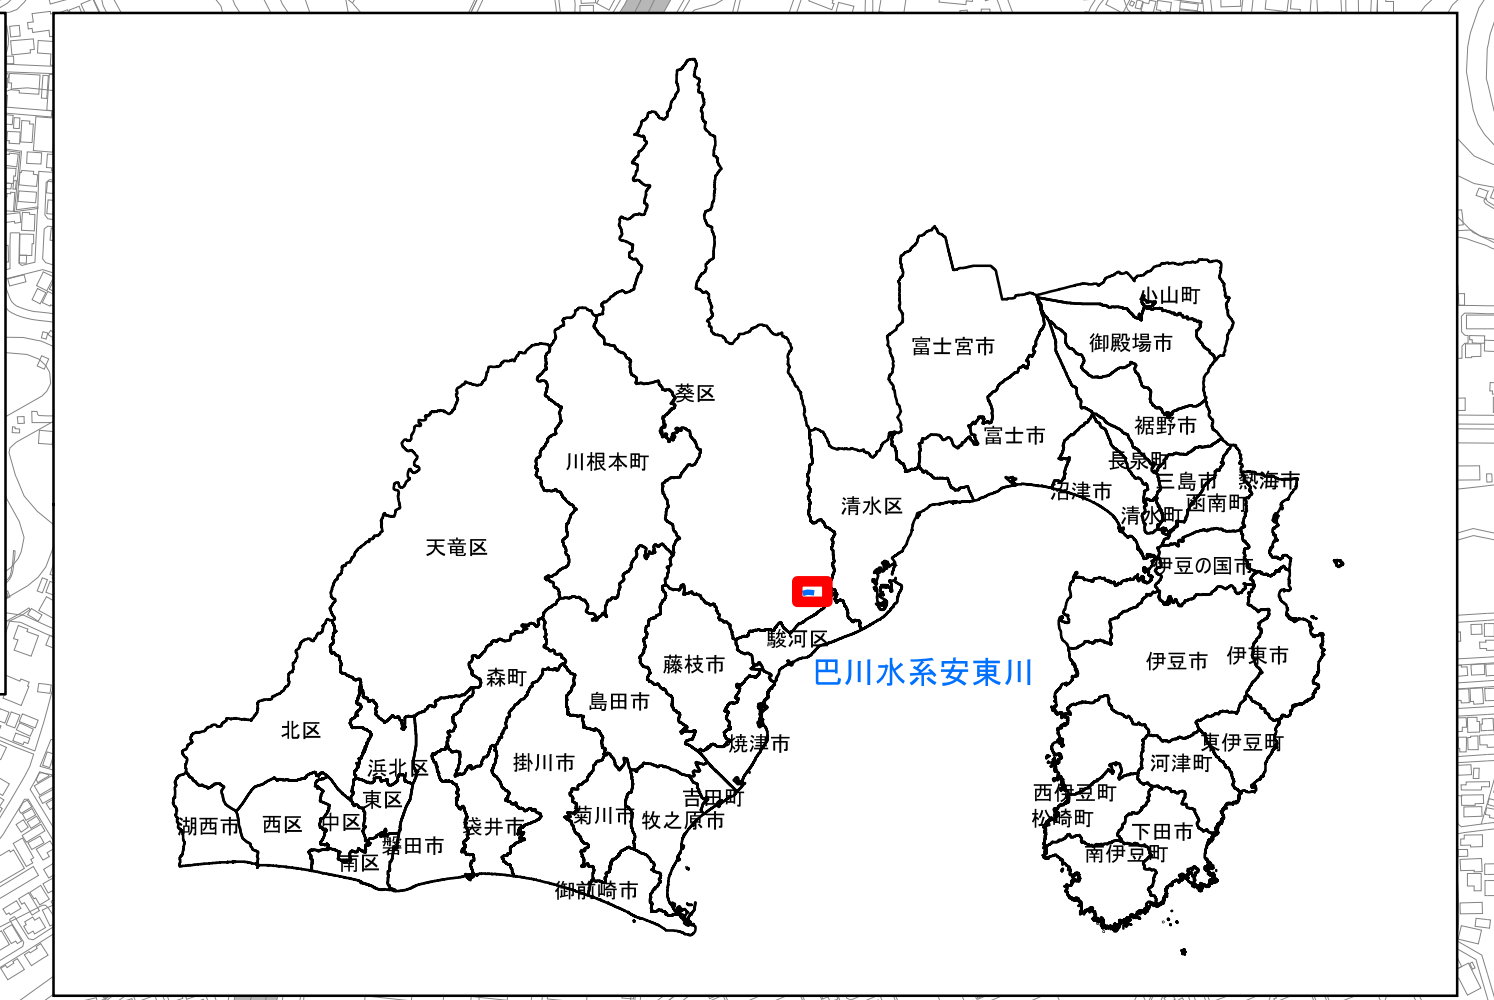 小山町
御殿場市
富士宮市
葵区
裾野市
富士市
川根本町
長泉町
三島市
熱海市
沼津市
函南町
清水区
清水町
天竜区
伊豆の国市
駿河区
伊豆市
伊東市
藤枝市
巴川水系安東川
森町
島田市
北区
焼津市
東伊豆町
掛川市
河津町
浜北区
西伊豆町
東区
吉田町
菊川市
松崎町
牧之原市
湖西市
西区
中区
袋井市
下田市
磐田市
南伊豆町
南区
御前崎市